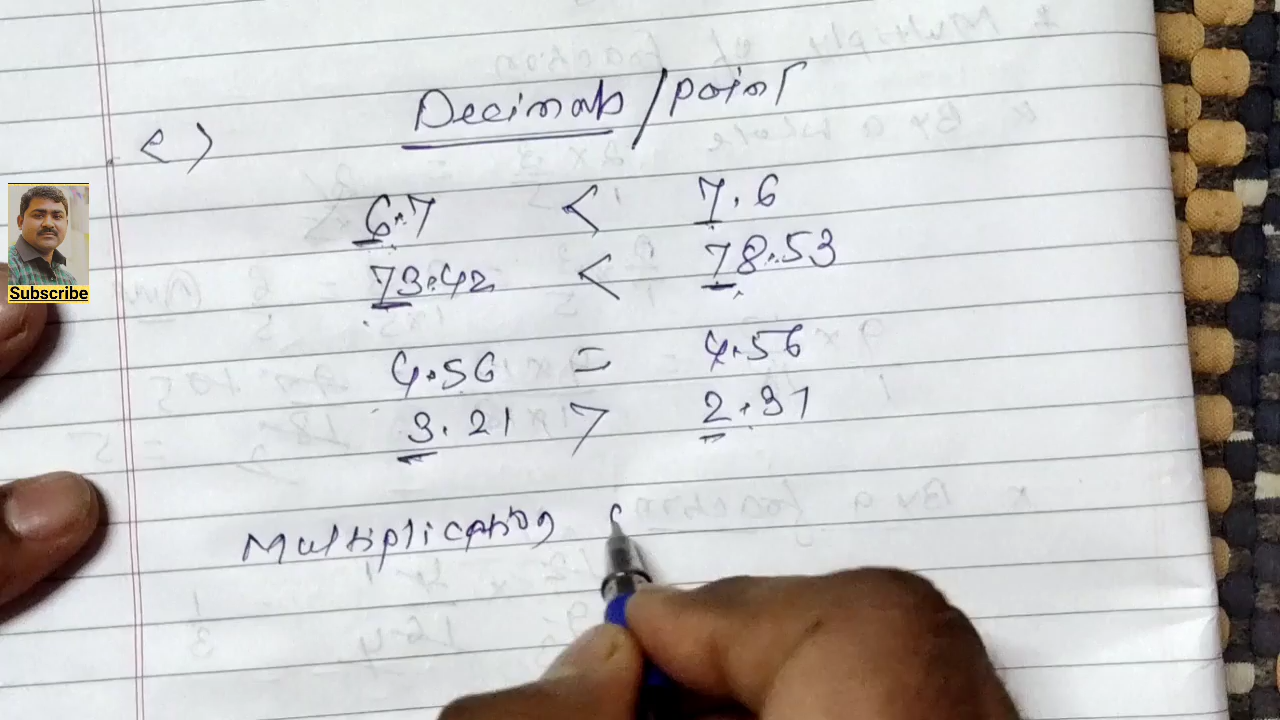 e)
Decimals/point
6.7 < 7.6
73.42 < 78.53
4.56 = 4.56
3.21 > 2.31
Multiplication
Subscribe